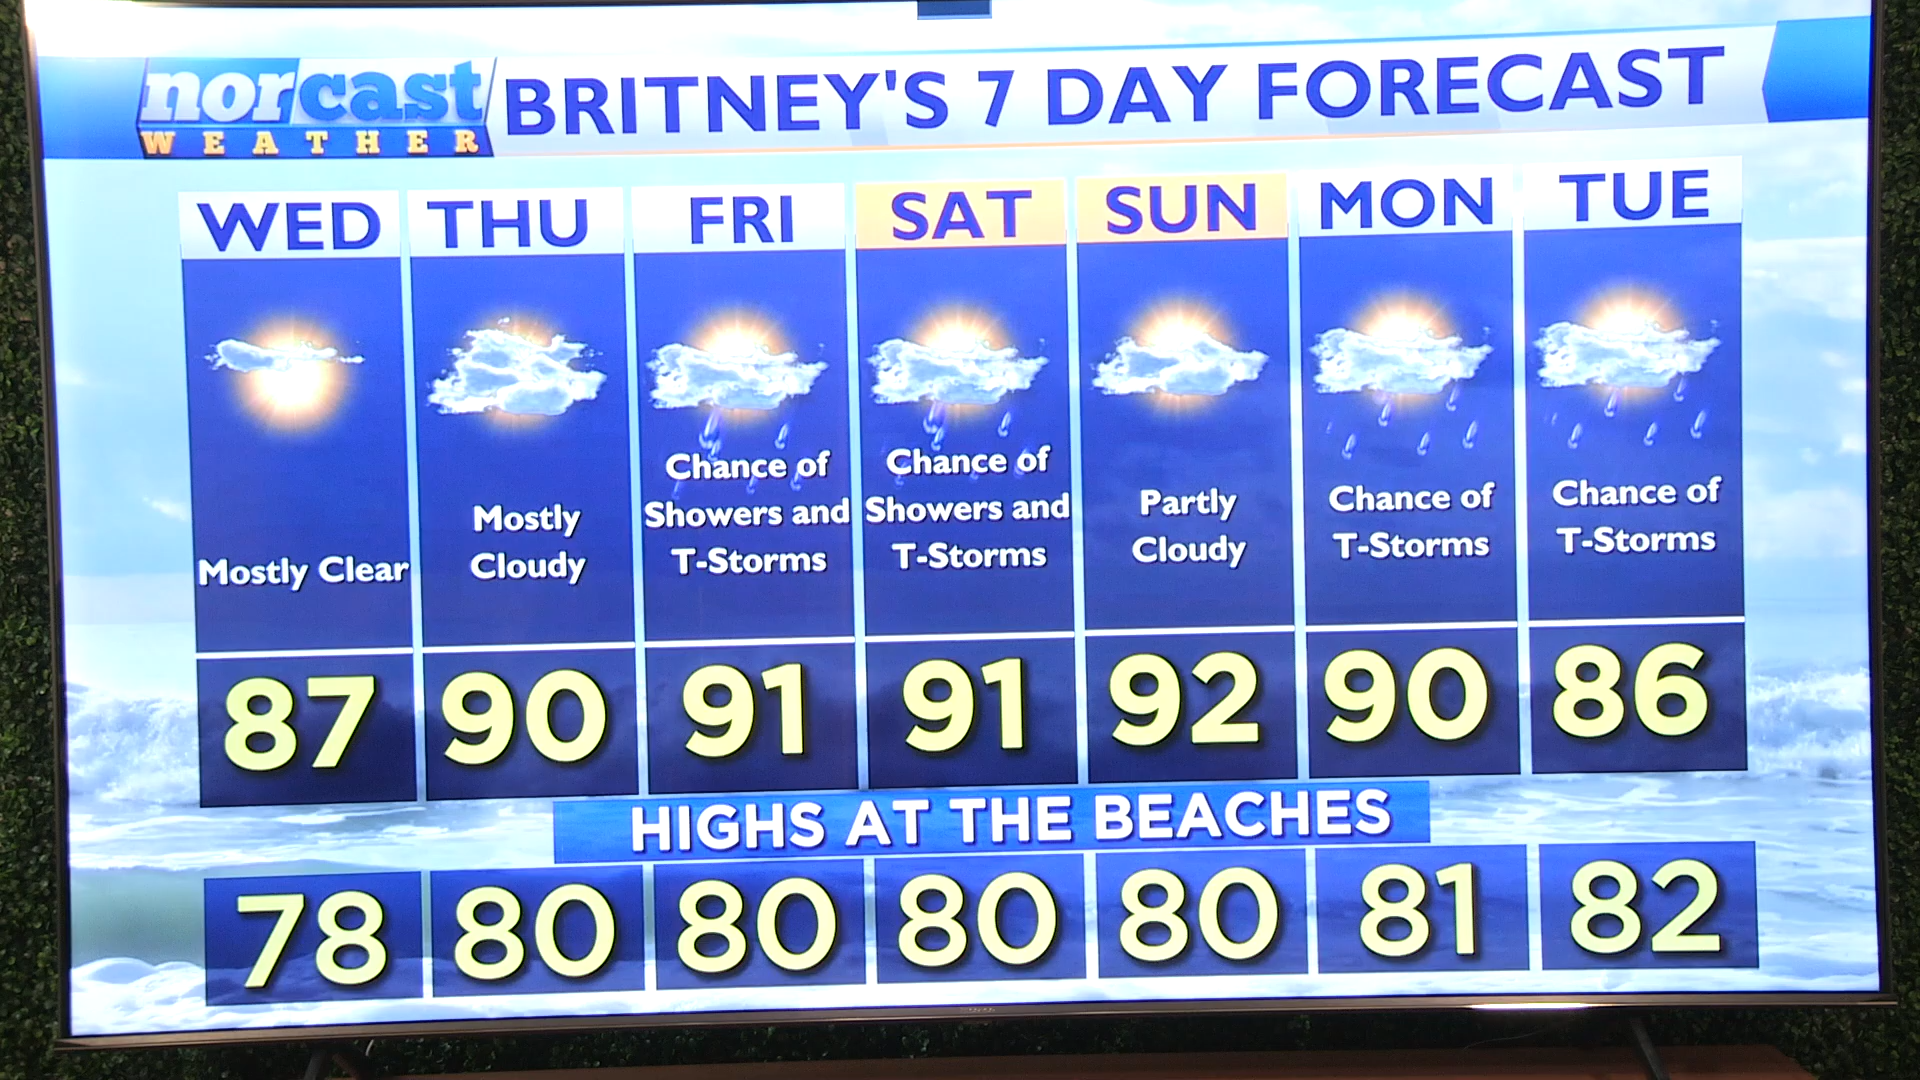 norcast
WEATHER
BRITNEY'S 7 DAY FORECAST
WED THU FRI SAT SUN MON TUE
Mostly Clear
Mostly
Cloudy
Chance of
Showers and
T-Storms
Chance of
Showers and
T-Storms
Partly
Cloudy
Chance of
T-Storms
Chance of
T-Storms
87 90 91 91 92 90 86
HIGHS AT THE BEACHES
78 80 80 80 80 81 82